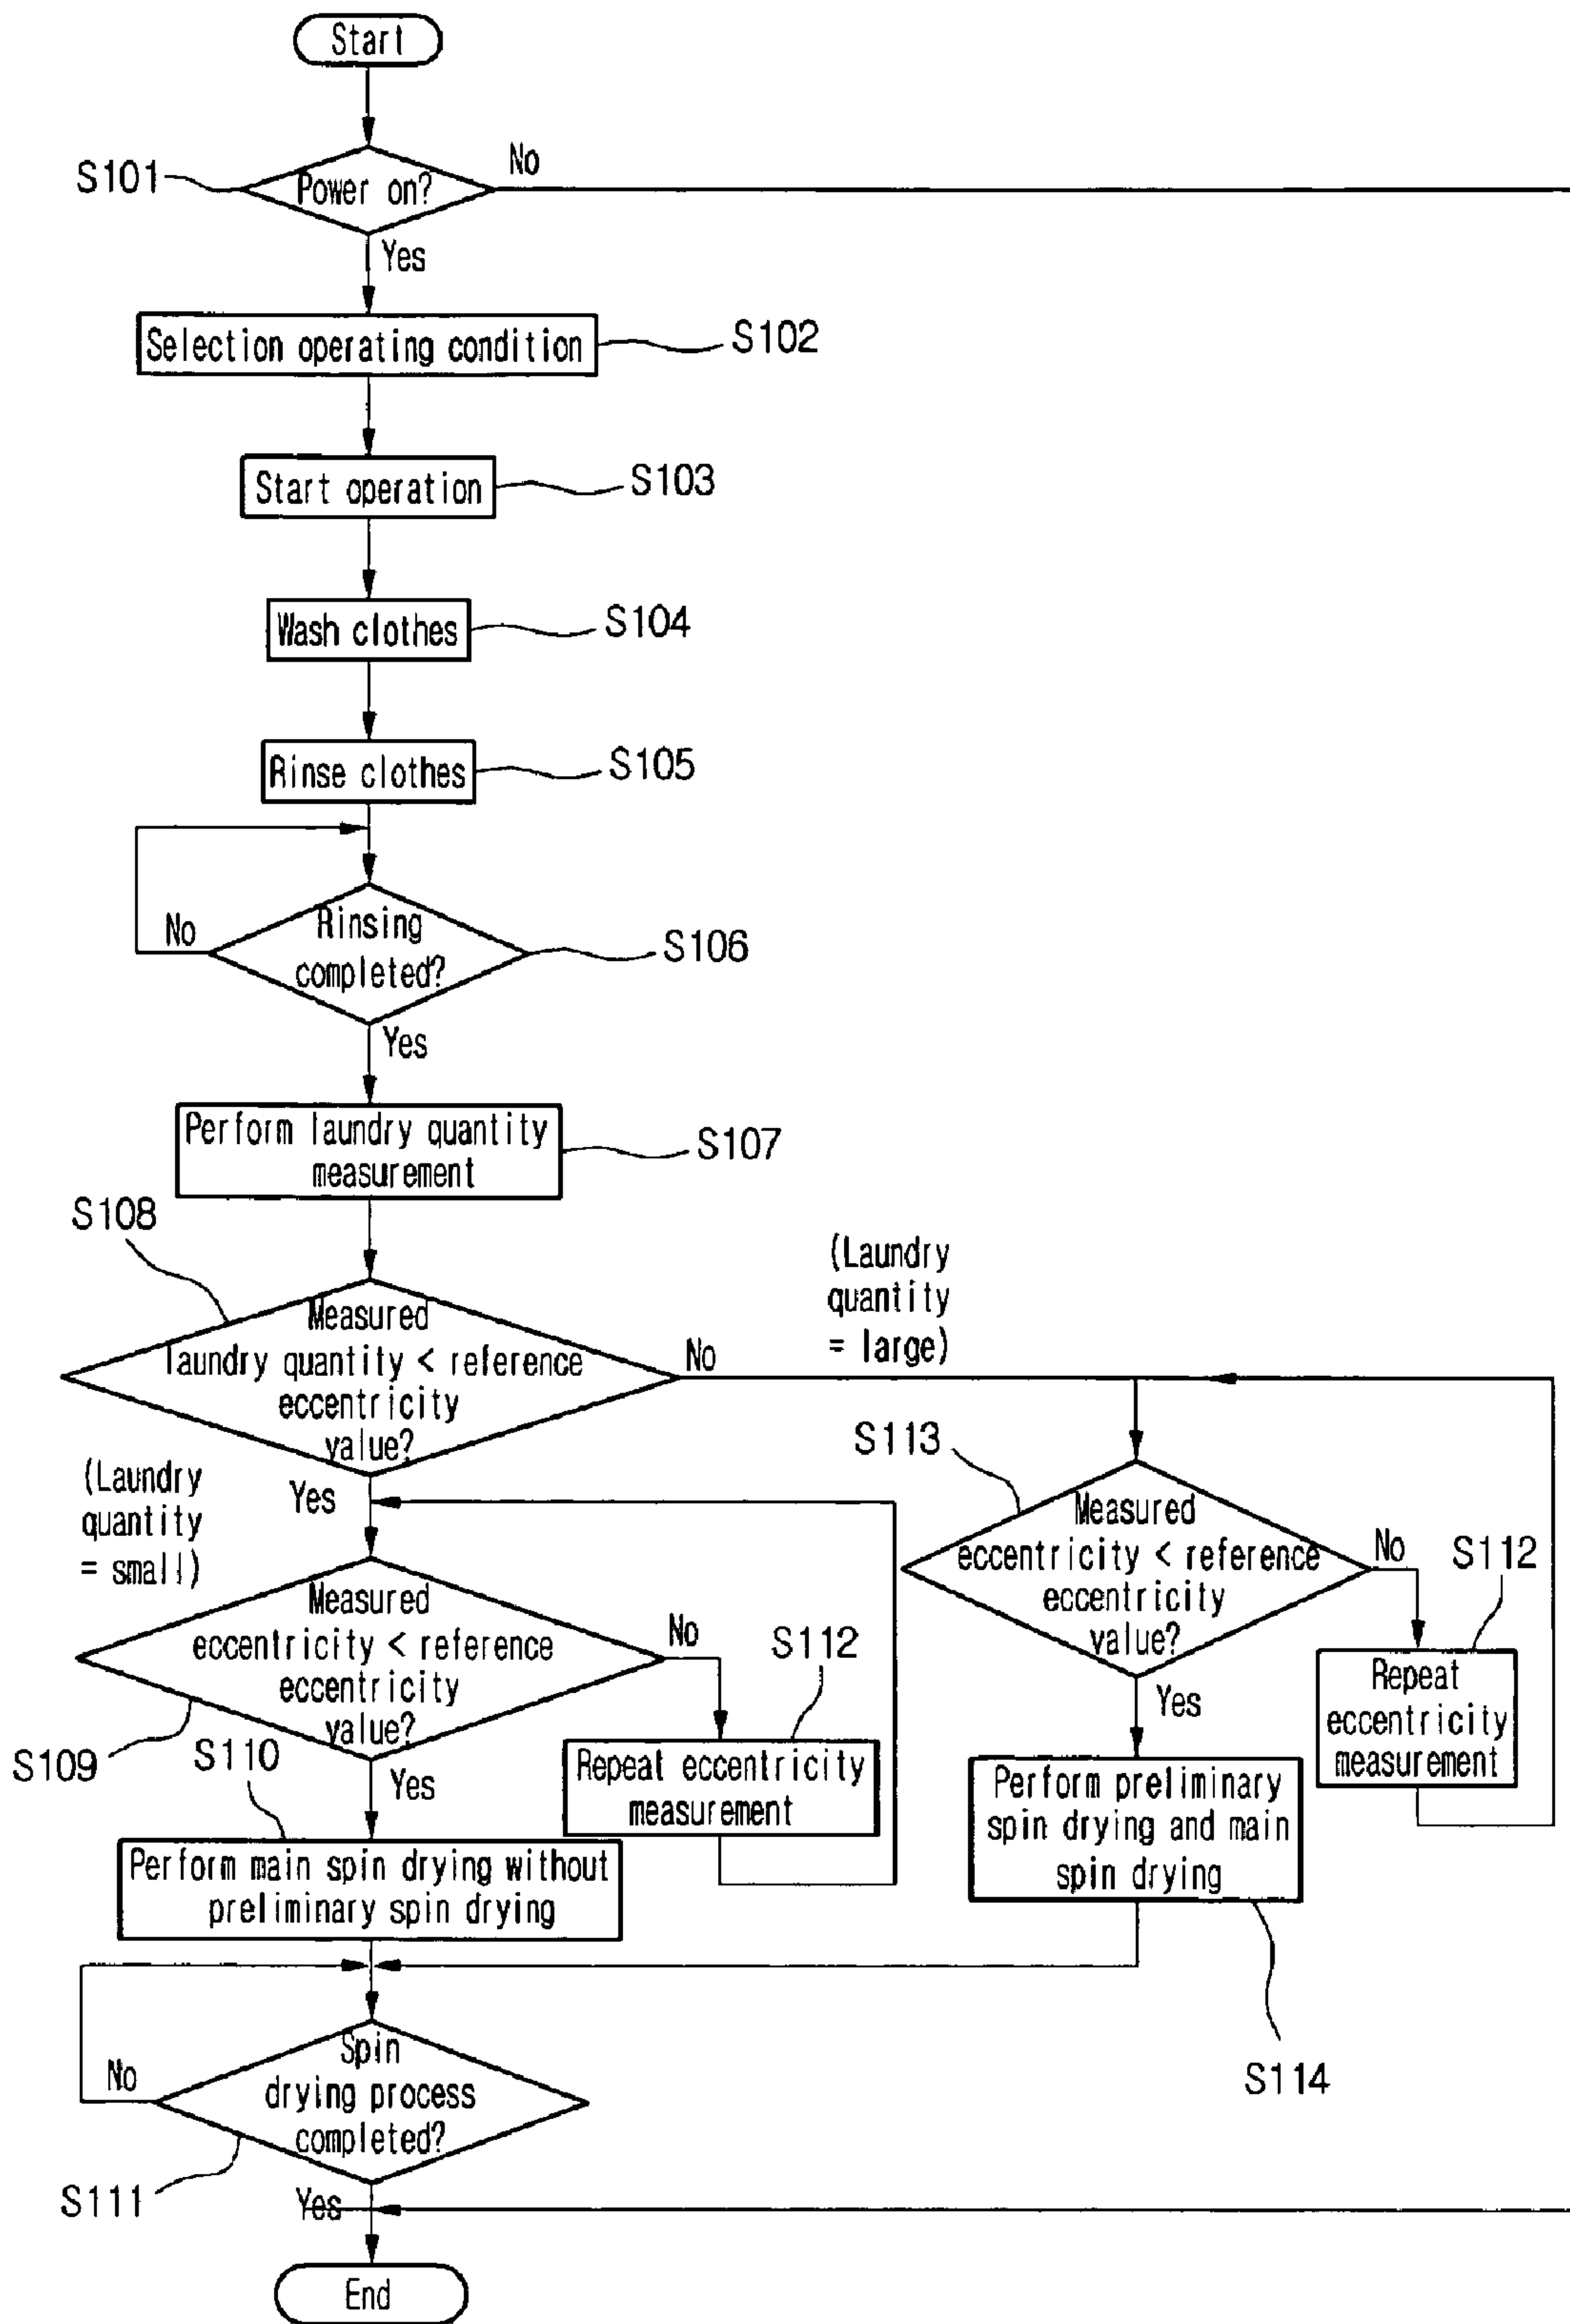 Start
S101
Power on?
No
Yes
Selection operating condition
S102
Start operation
S103
Wash clothes
S104
Rinse clothes
S105
No
Rinsing
completed?
S106
Yes
Perform laundry quantity
measurement
S107
S108
Measured
laundry quantity < reference
eccentricity
value?
No
(Laundry
quantity
= large)
(Laundry
quantity
= small)
Yes
S113
Measured
eccentricity < reference
eccentricity
value?
No
S112
Repeat
eccentricity
measurement
Yes
Measured
eccentricity < reference
eccentricity
value?
No
S112
S109
S110
Yes
Repeat eccentricity
measurement
Perform preliminary
spin drying and main
spin drying
Perform main spin drying without
preliminary spin drying
S114
No
Spin
drying process
completed?
S111
Yes
End